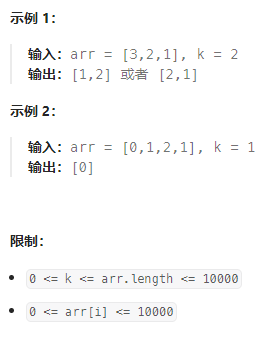 示例 1：
输入：arr = [3,2,1], k = 2
输出：[1,2] 或者 [2,1]
示例 2：
输入：arr = [0,1,2,1], k = 1
输出：[0]
限制：
0 <= k <= arr.length <= 10000
0 <= arr[i] <= 10000